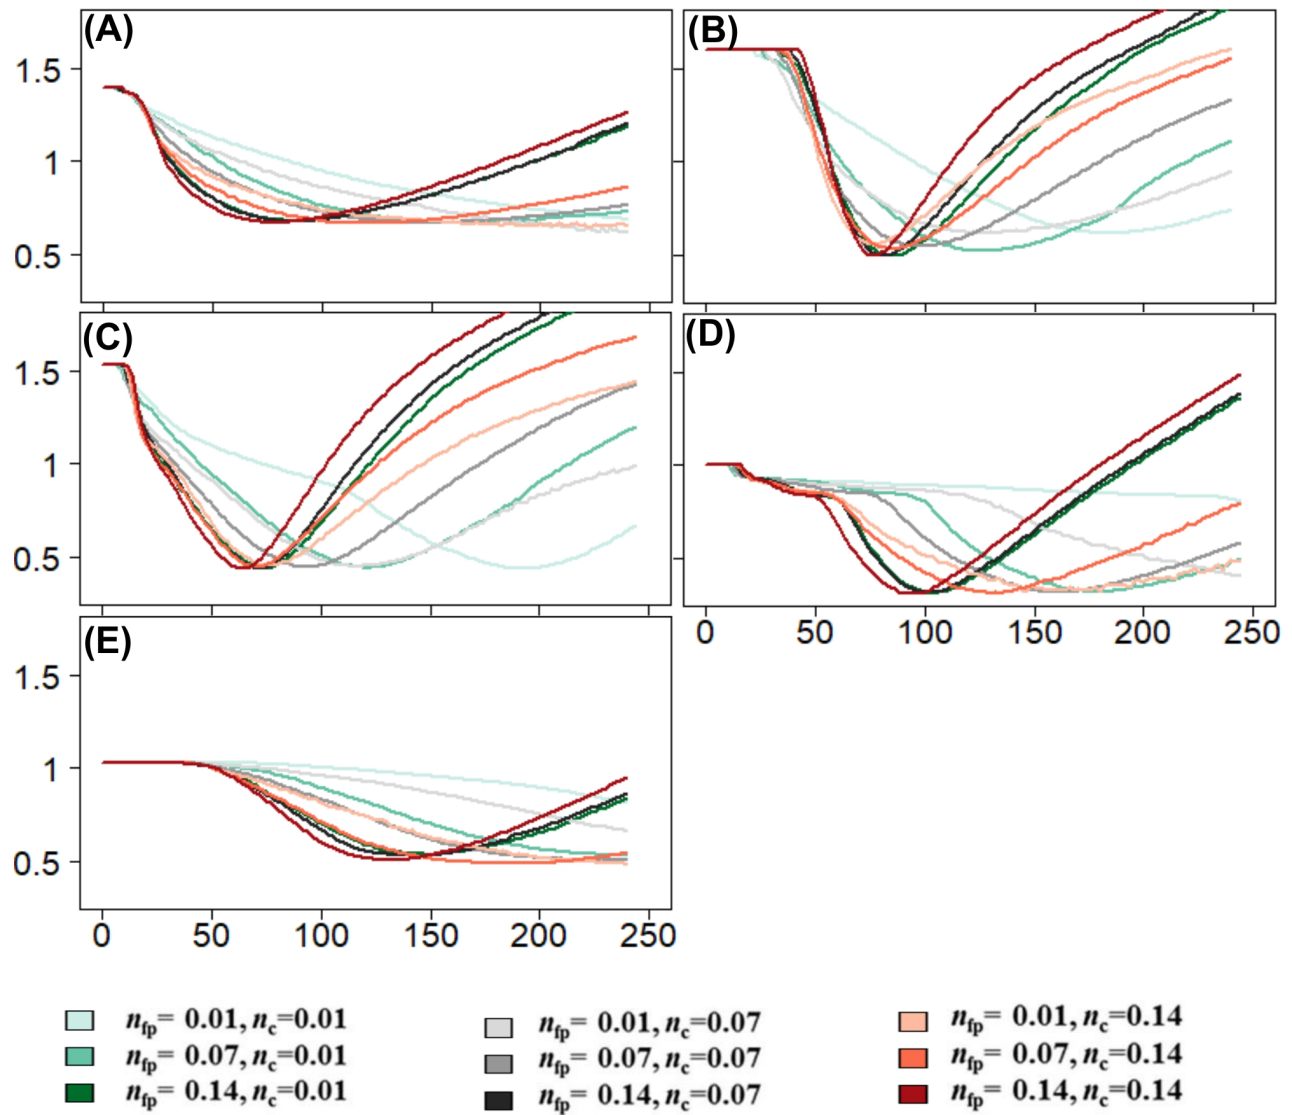 (A)
1.5
1
0.5
(B)
(C)
1.5
1
0.5
(D)
0 50 100 150 200 250
(E)
1.5
1
0.5
0 50 100 150 200 250
nfp= 0.01, nc=0.01
nfp= 0.07, nc=0.01
nfp= 0.14, nc=0.01
nfp= 0.01, nc=0.07
nfp= 0.07, nc=0.07
nfp= 0.14, nc=0.07
nfp= 0.01, nc=0.14
nfp= 0.07, nc=0.14
nfp= 0.14, nc=0.14